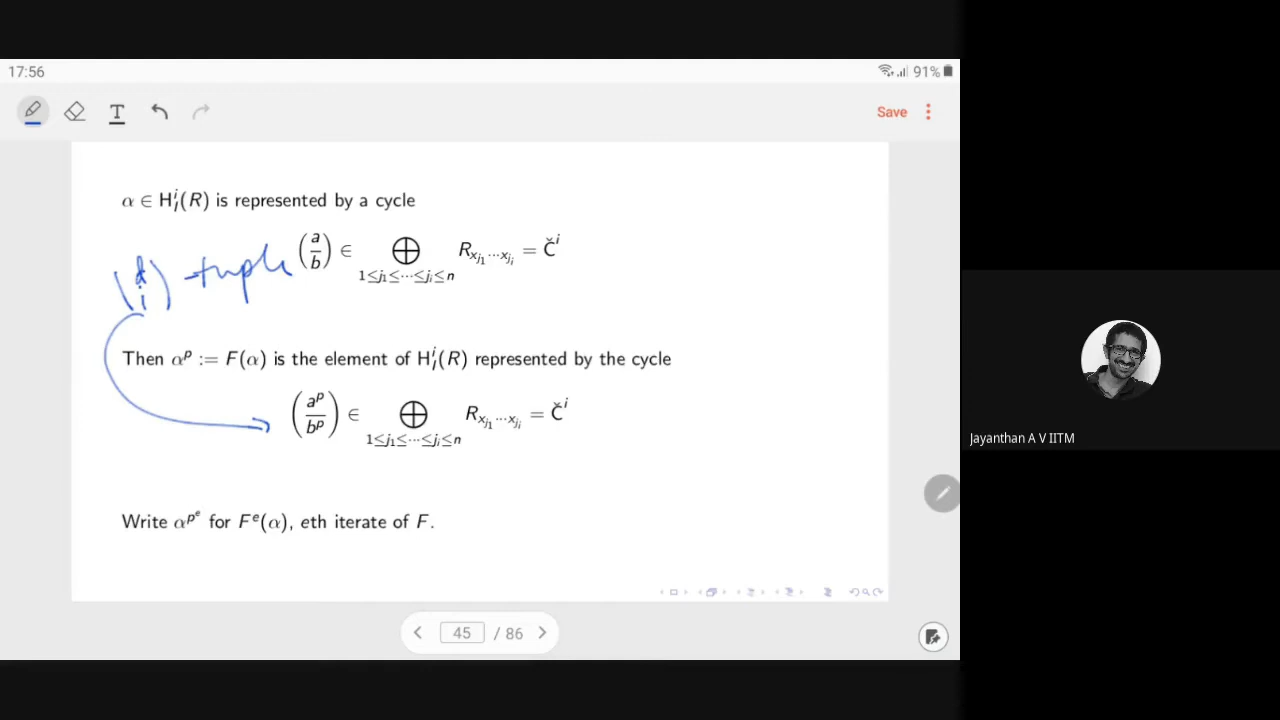 17:56
91%
T
Save
α ∈ H_I^i(R) is represented by a cycle
(a/b) ∈ ⊕_{1≤j_1≤⋯≤j_i≤n} R_{x_{j_1}⋯x_{j_i}} = Č^i
(d i) -tuple
Then α^p := F(α) is the element of H_I^i(R) represented by the cycle
(a^p/b^p) ∈ ⊕_{1≤j_1≤⋯≤j_i≤n} R_{x_{j_1}⋯x_{j_i}} = Č^i
Write α^{p^e} for F^e(α), eth iterate of F.
45 / 86
Jayanthan A V IITM